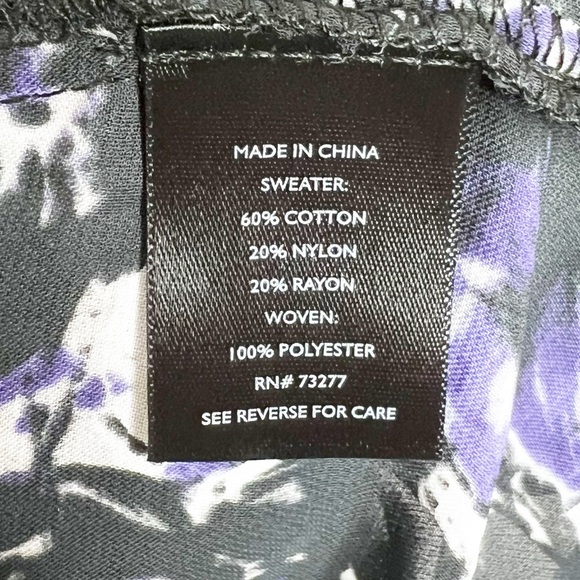 MADE IN CHINA
SWEATER:
60% COTTON
20% NYLON
20% RAYON
WOVEN:
100% POLYESTER
RN# 73277
SEE REVERSE FOR CARE